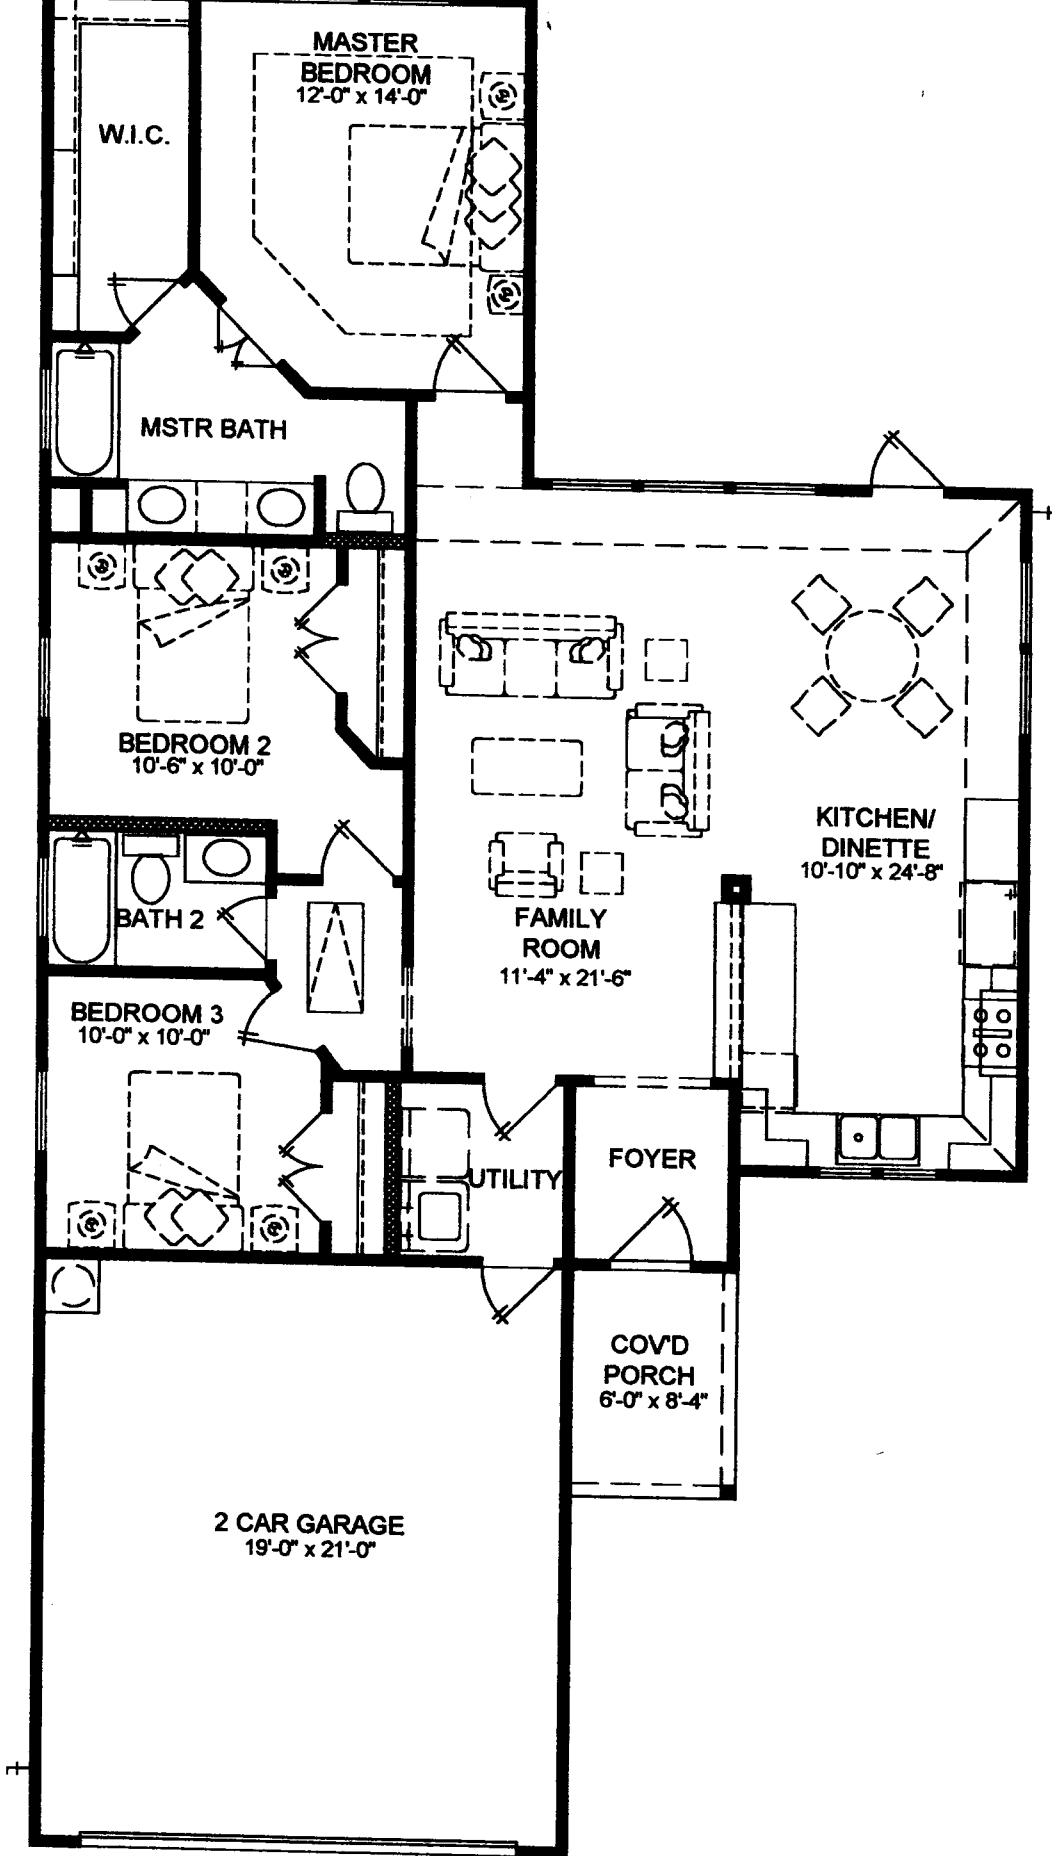 MASTER
BEDROOM
12'-0" x 14'-0"
W.I.C.
MSTR BATH
BEDROOM 2
10'-6" x 10'-0"
KITCHEN/
DINETTE
10'-10" x 24'-8"
BATH 2
FAMILY
ROOM
11'-4" x 21'-6"
BEDROOM 3
10'-0" x 10'-0"
UTILITY
FOYER
COV'D
PORCH
6'-0" x 8'-4"
2 CAR GARAGE
19'-0" x 21'-0"